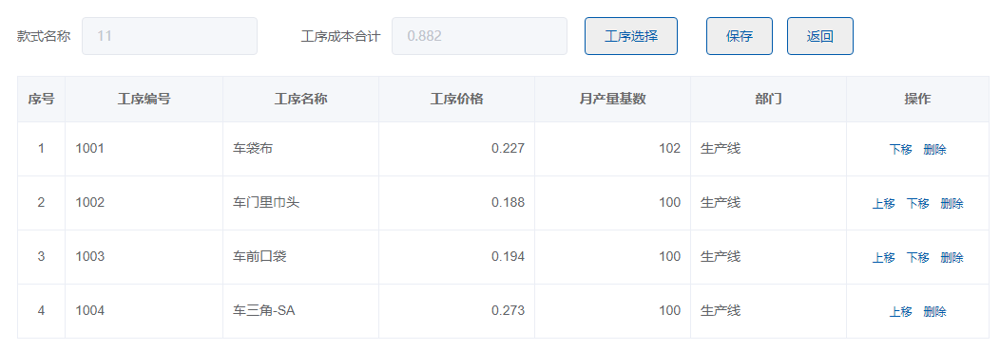 款式名称 11 工序成本合计 0.882 工序选择 保存 返回
序号 工序编号 工序名称 工序价格 月产量基数 部门 操作
1 1001 车袋布 0.227 102 生产线 下移 删除
2 1002 车门里巾头 0.188 100 生产线 上移 下移 删除
3 1003 车前口袋 0.194 100 生产线 上移 下移 删除
4 1004 车三角-SA 0.273 100 生产线 上移 删除